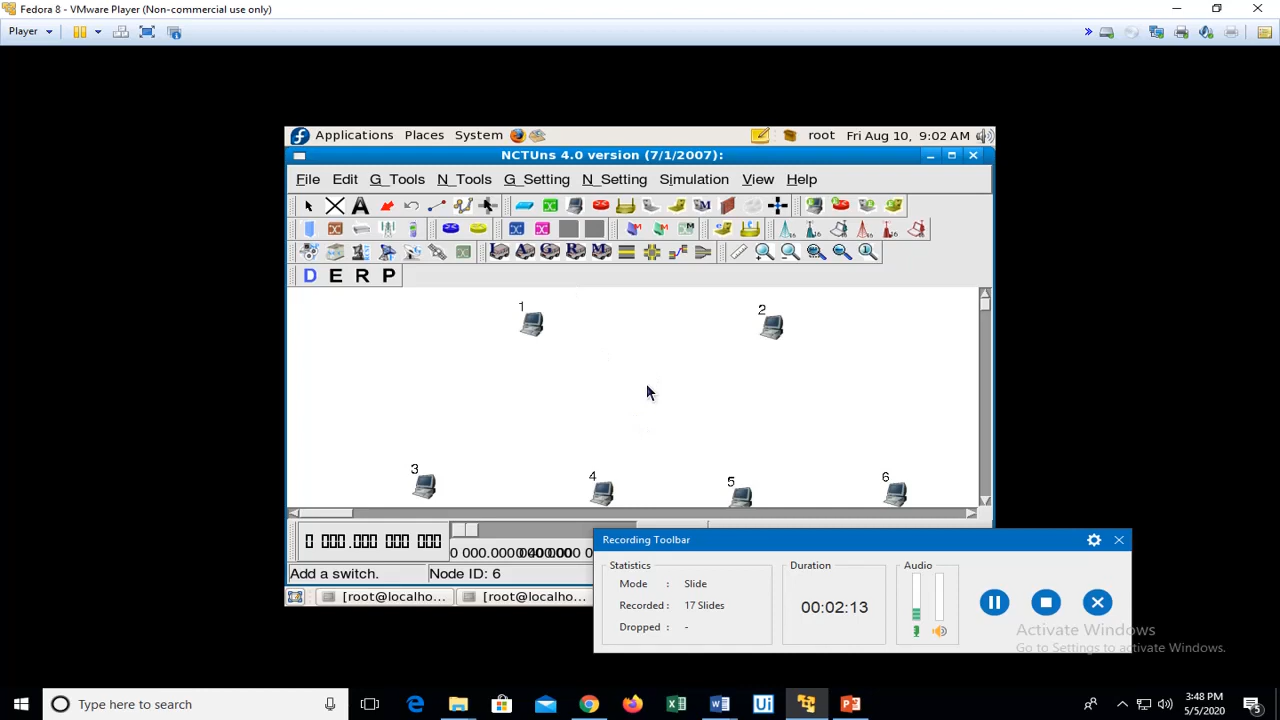 Fedora 8 - VMware Player (Non-commercial use only)
Player
Applications Places System root Fri Aug 10, 9:02 AM
NCTUns 4.0 version (7/1/2007):
File Edit G_Tools N_Tools G_Setting N_Setting Simulation View Help
D E R P
1
2
3
4
5
6
0 000.000 000 000
Add a switch. Node ID: 6
[root@localho... [root@localho...
Recording Toolbar
Statistics
Mode : Slide
Recorded : 17 Slides
Dropped : -
Duration
00:02:13
Audio
Activate Windows
Go to Settings to activate Windows.
Type here to search
3:48 PM
5/5/2020
5